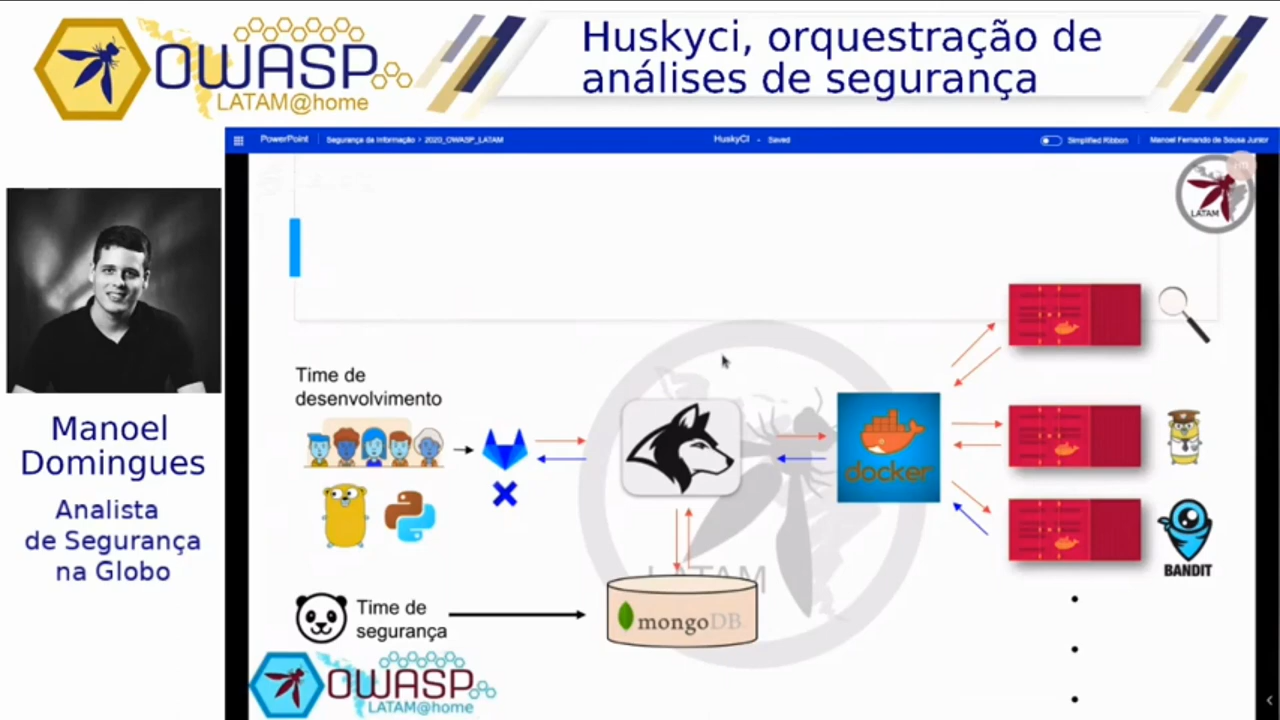 OWASP
LATAM@home
Huskyci, orquestração de
análises de segurança
PowerPoint
Segurança da Informação > 2020_OWASP_LATAM
HuskyCI - Saved
Simplified Ribbon
Manoel Fernando de Sousa Junior
LATAM
Manoel
Domingues
Analista
de Segurança
na Globo
Time de
desenvolvimento
docker
BANDIT
LATAM
Time de
segurança
mongoDB
OWASP
LATAM@home